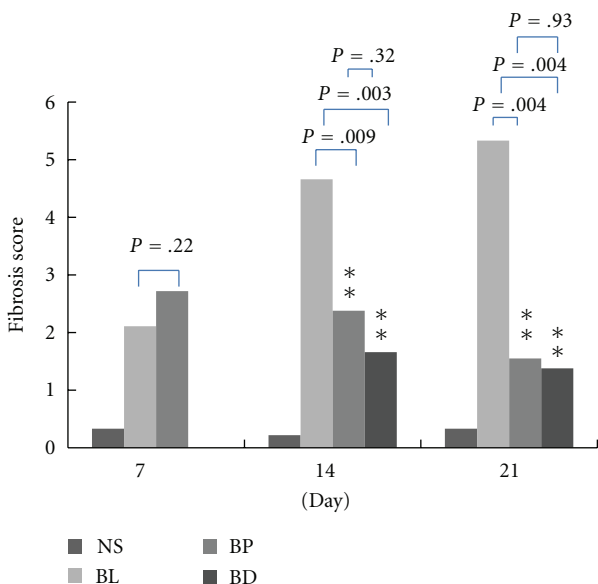 P = .93
P = .32
P = .004
P = .003
P = .004
P = .009
P = .22
Fibrosis score
6
5
4
3
2
1
0
* *
* *
* *
* *
7 14 21
(Day)
NS BP
BL BD